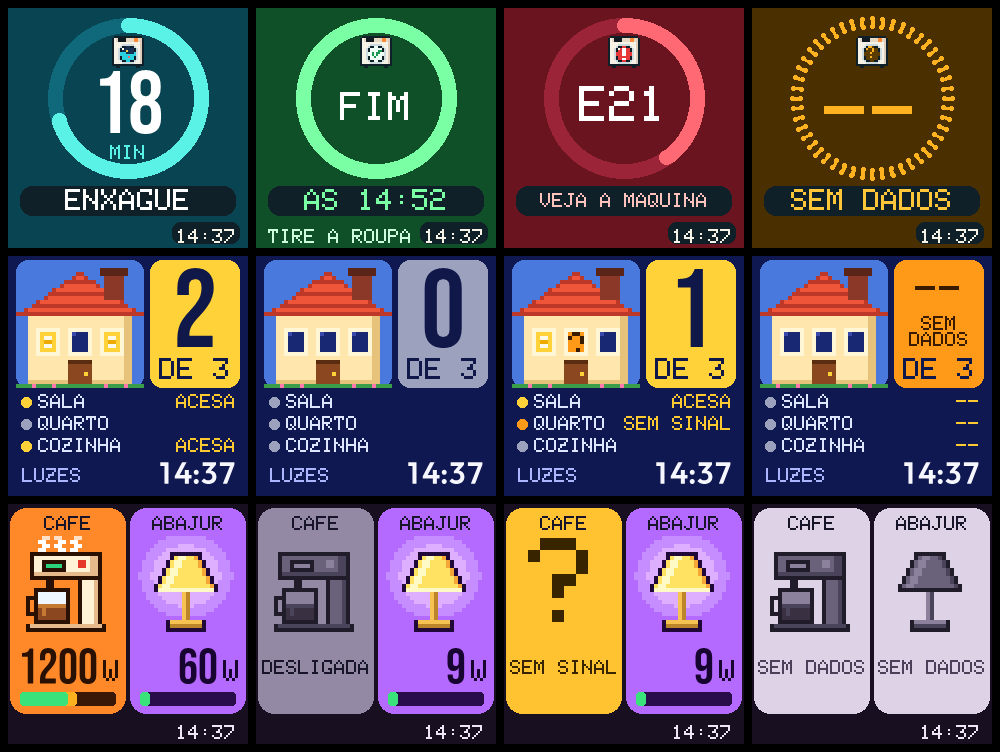 18
MIN
ENXAGUE
14:37
FIM
AS 14:52
TIRE A ROUPA 14:37
E21
VEJA A MAQUINA
14:37
?
-- 
SEM DADOS
14:37
2
DE 3
SALA ACESA
QUARTO
COZINHA ACESA
LUZES 14:37
0
DE 3
SALA
QUARTO
COZINHA
LUZES 14:37
?
1
DE 3
SALA ACESA
QUARTO SEM SINAL
COZINHA
LUZES 14:37
--
SEM
DADOS
DE 3
SALA --
QUARTO --
COZINHA --
LUZES 14:37
CAFE
1200W
ABAJUR
60W
14:37
CAFE
DESLIGADA
ABAJUR
9W
14:37
CAFE
?
SEM SINAL
ABAJUR
9W
14:37
CAFE
SEM DADOS
ABAJUR
SEM DADOS
14:37